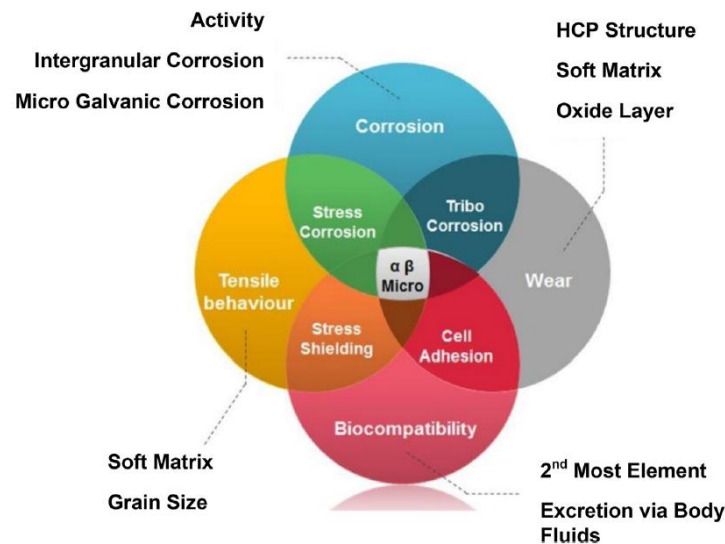 Activity
Intergranular Corrosion
Micro Galvanic Corrosion
HCP Structure
Soft Matrix
Oxide Layer
Corrosion
Stress
Corrosion
Tribo
Corrosion
Tensile
behaviour
α β
Micro
Wear
Stress
Shielding
Cell
Adhesion
Biocompatibility
Soft Matrix
Grain Size
2nd Most Element
Excretion via Body
Fluids